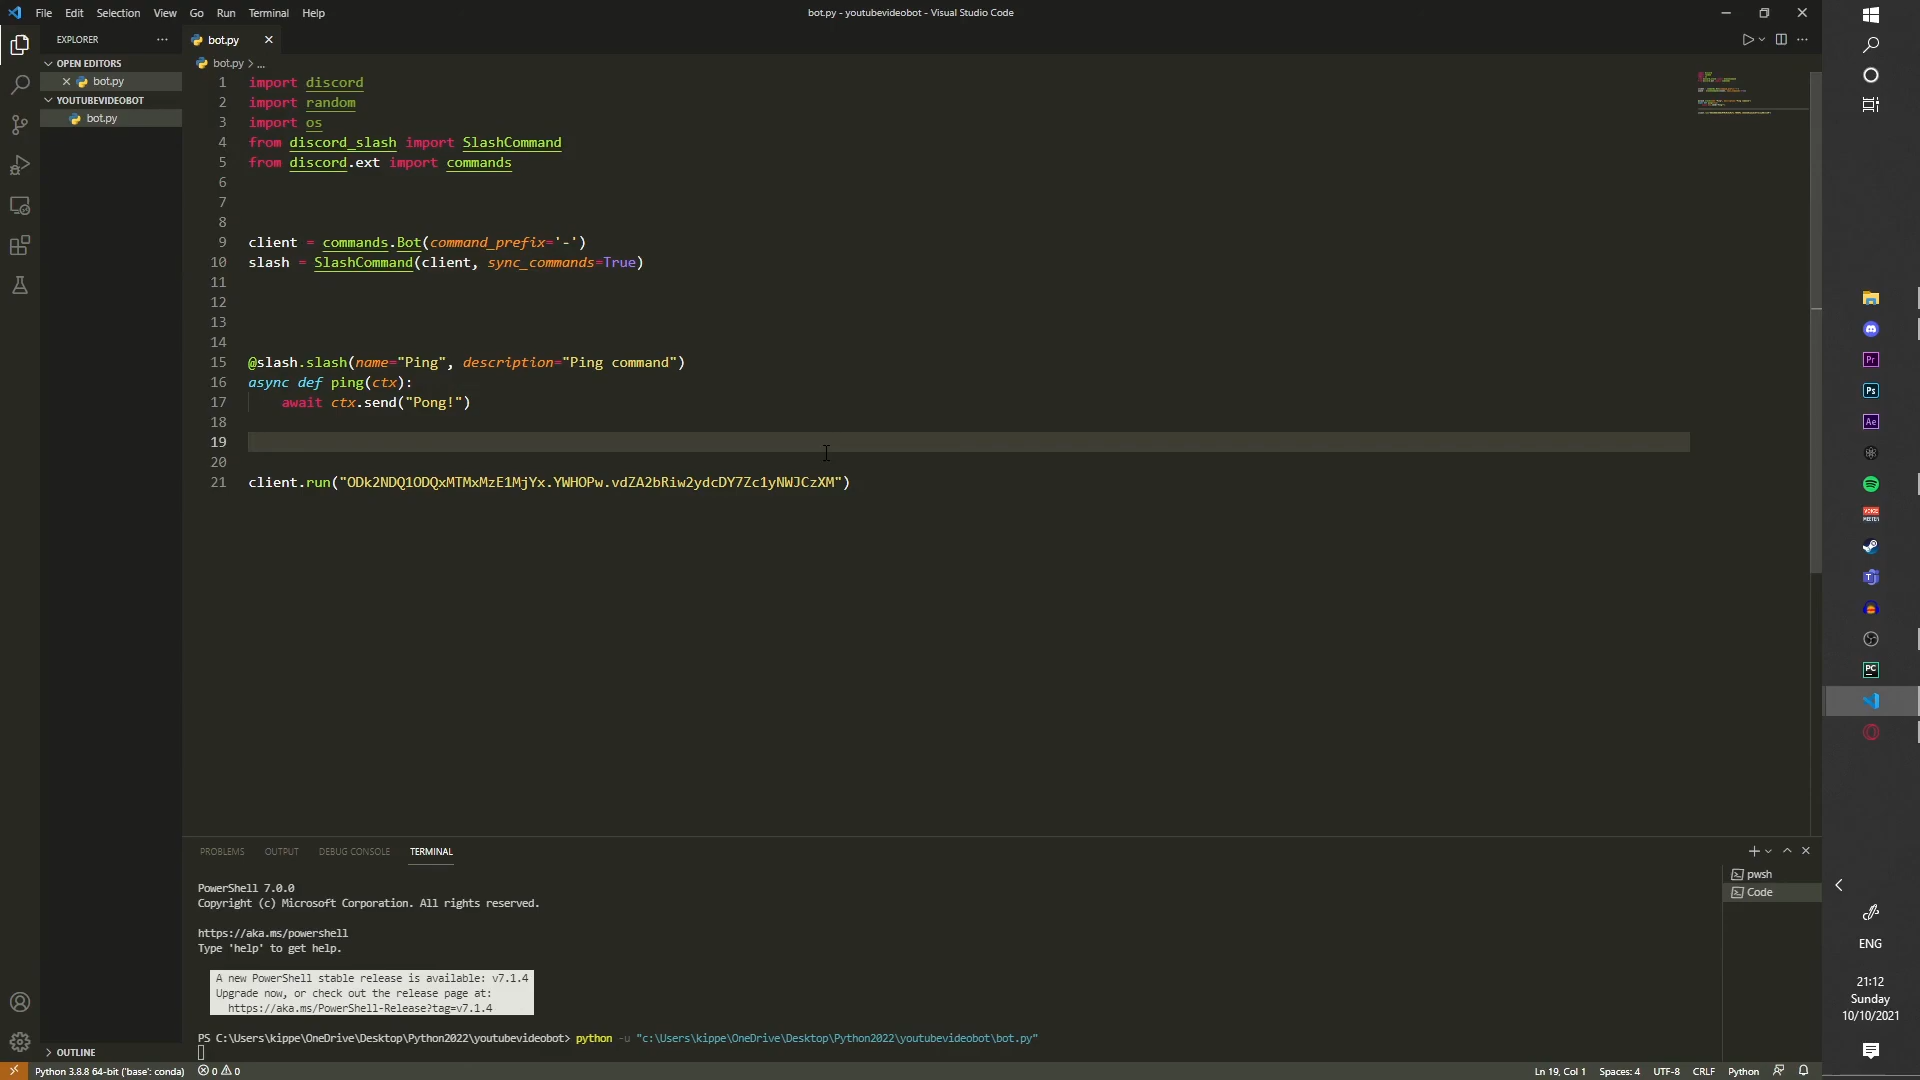 File Edit Selection View Go Run Terminal Help
bot.py - youtubevideobot - Visual Studio Code
EXPLORER
OPEN EDITORS
bot.py
YOUTUBEVIDEOBOT
bot.py
OUTLINE
bot.py
bot.py > ...
1 import discord
2 import random
3 import os
4 from discord_slash import SlashCommand
5 from discord.ext import commands
6
7
8
9 client = commands.Bot(command_prefix='-')
10 slash = SlashCommand(client, sync_commands=True)
11
12
13
14
15 @slash.slash(name="Ping", description="Ping command")
16 async def ping(ctx):
17 await ctx.send("Pong!")
18
19
20
21 client.run("ODk2NDQ1ODQxMTMxMzE1MjYx.YWHOPw.vdZA2bRiw2ydcDY7Zc1yNWJCzXM")
PROBLEMS OUTPUT DEBUG CONSOLE TERMINAL
PowerShell 7.0.0
Copyright (c) Microsoft Corporation. All rights reserved.
https://aka.ms/powershell
Type 'help' to get help.
A new PowerShell stable release is available: v7.1.4
Upgrade now, or check out the release page at:
https://aka.ms/PowerShell-Release?tag=v7.1.4
PS C:\Users\kippe\OneDrive\Desktop\Python2022\youtubevideobot> python -u "c:\Users\kippe\OneDrive\Desktop\Python2022\youtubevideobot\bot.py"
pwsh
Code
Python 3.8.8 64-bit ('base': conda) 0 0
Ln 19, Col 1 Spaces: 4 UTF-8 CRLF Python
Pr
Ps
Ae
PC
ENG
21:12
Sunday
10/10/2021